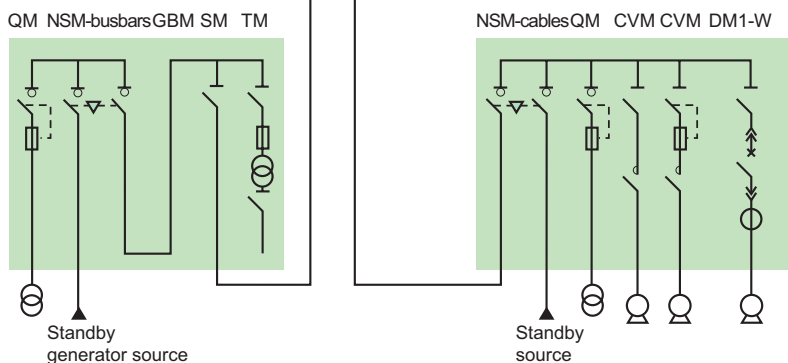 QM NSM-busbars GBM SM TM
NSM-cables QM CVM CVM DM1-W
Standby
generator source
Standby
source